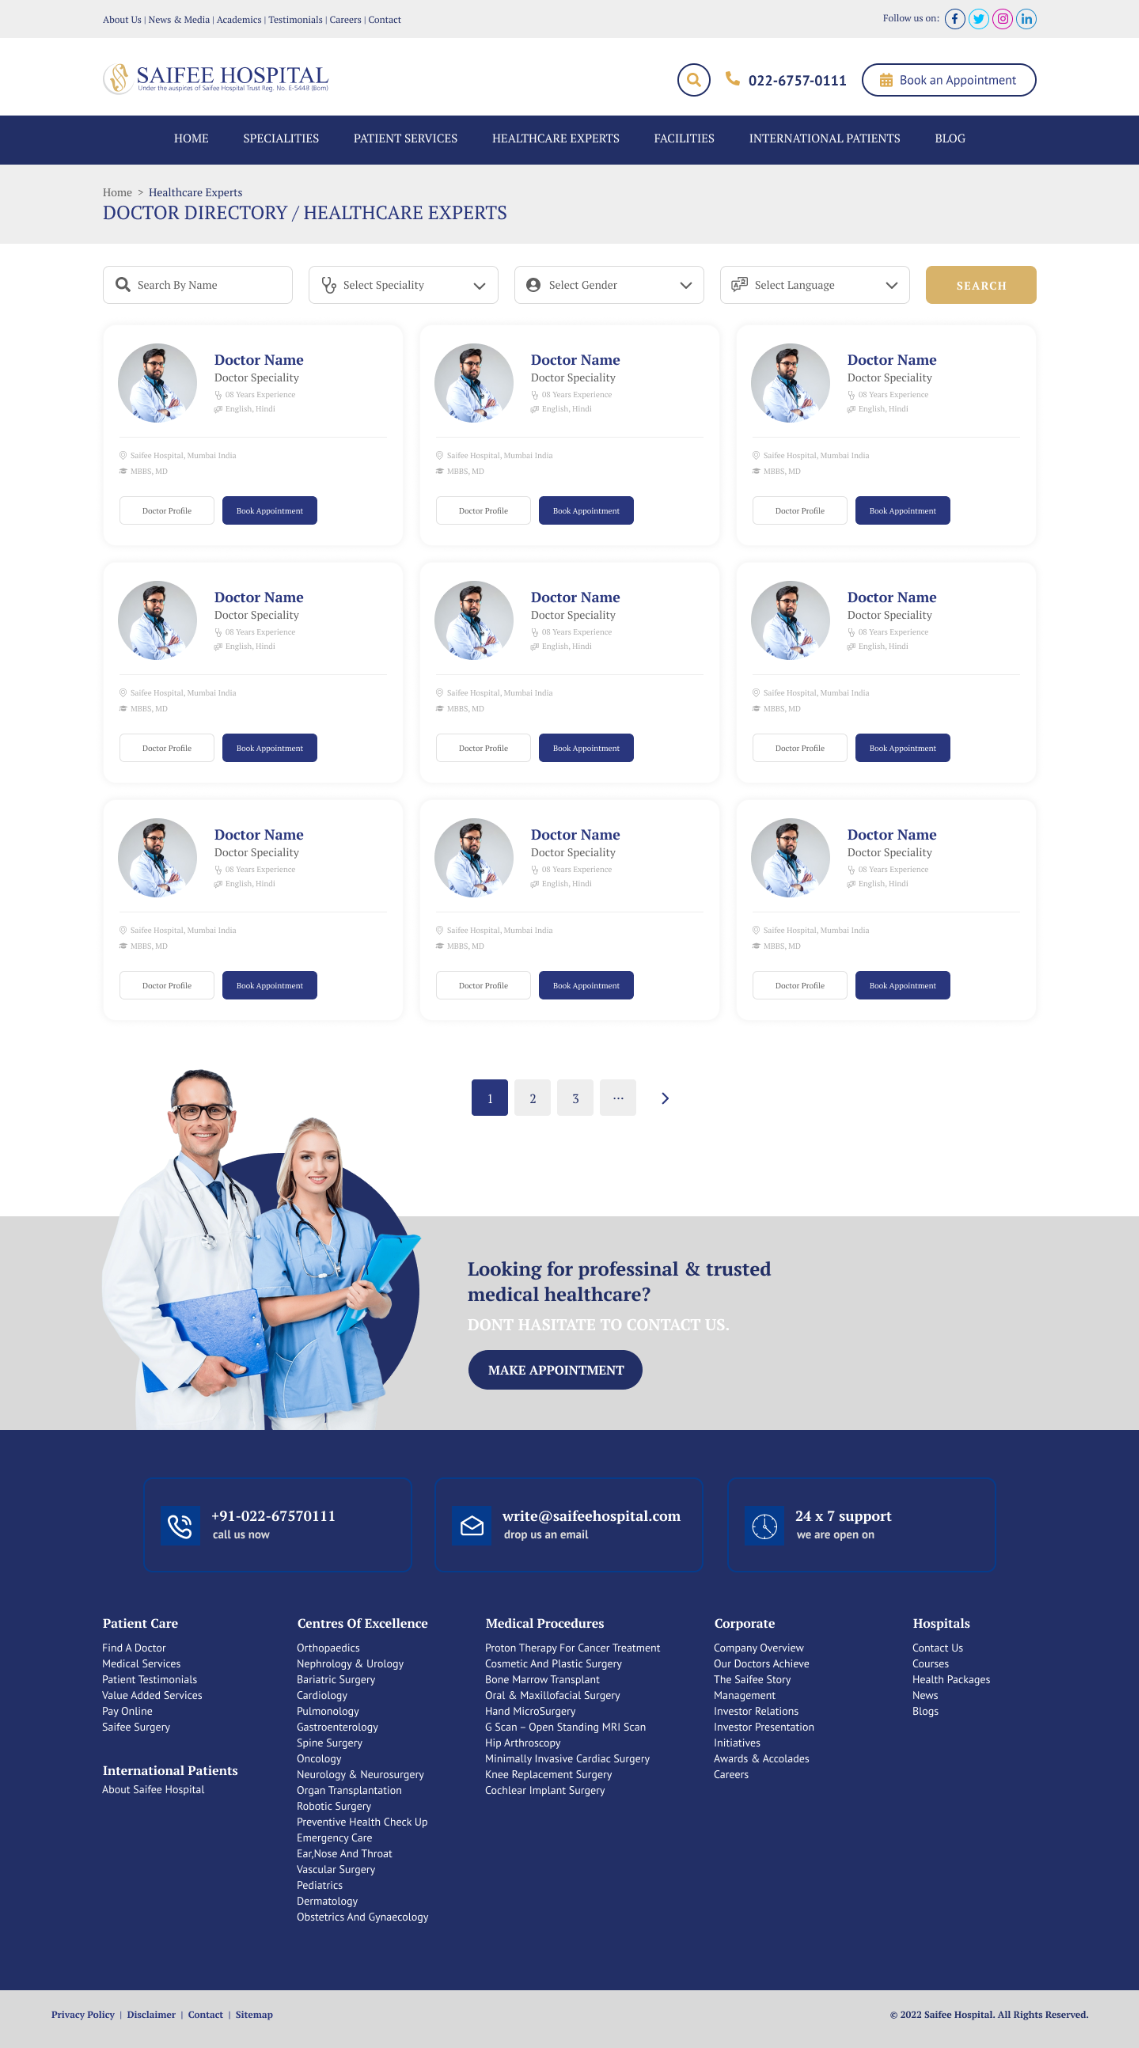 About Us | News & Media | Academics | Testimonials | Careers | Contact
Follow us on:
SAIFEE HOSPITAL
Under the auspitas of Saifee Hospital Trust Reg. No. E-5448 (Bom)
022-6757-0111
Book an Appointment
HOME SPECIALITIES PATIENT SERVICES HEALTHCARE EXPERTS FACILITIES INTERNATIONAL PATIENTS BLOG
Home > Healthcare Experts
DOCTOR DIRECTORY / HEALTHCARE EXPERTS
Search By Name Select Speciality Select Gender Select Language SEARCH
Doctor Name Doctor Name Doctor Name
Doctor Speciality Doctor Speciality Doctor Speciality
08 Years Experience 08 Years Experience 08 Years Experience
English, Hindi English, Hindi English, Hindi
Saifee Hospital, Mumbai India Saifee Hospital, Mumbai India Saifee Hospital, Mumbai India
MBBS, MD MBBS, MD MBBS, MD
Doctor Profile Book Appointment Doctor Profile Book Appointment Doctor Profile Book Appointment
Doctor Name Doctor Name Doctor Name
Doctor Speciality Doctor Speciality Doctor Speciality
08 Years Experience 08 Years Experience 08 Years Experience
English, Hindi English, Hindi English, Hindi
Saifee Hospital, Mumbai India Saifee Hospital, Mumbai India Saifee Hospital, Mumbai India
MBBS, MD MBBS, MD MBBS, MD
Doctor Profile Book Appointment Doctor Profile Book Appointment Doctor Profile Book Appointment
Doctor Name Doctor Name Doctor Name
Doctor Speciality Doctor Speciality Doctor Speciality
08 Years Experience 08 Years Experience 08 Years Experience
English, Hindi English, Hindi English, Hindi
Saifee Hospital, Mumbai India Saifee Hospital, Mumbai India Saifee Hospital, Mumbai India
MBBS, MD MBBS, MD MBBS, MD
Doctor Profile Book Appointment Doctor Profile Book Appointment Doctor Profile Book Appointment
1 2 3 ... >
Looking for professinal & trusted
medical healthcare?
DONT HASITATE TO CONTACT US.
MAKE APPOINTMENT
+91-022-67570111
call us now
write@saifeehospital.com
drop us an email
24 x 7 support
we are open on
Patient Care
Find A Doctor
Medical Services
Patient Testimonials
Value Added Services
Pay Online
Saifee Surgery
International Patients
About Saifee Hospital
Centres Of Excellence
Orthopaedics
Nephrology & Urology
Bariatric Surgery
Cardiology
Pulmonology
Gastroenterology
Spine Surgery
Oncology
Neurology & Neurosurgery
Organ Transplantation
Robotic Surgery
Preventive Health Check Up
Emergency Care
Ear,Nose And Throat
Vascular Surgery
Pediatrics
Dermatology
Obstetrics And Gynaecology
Medical Procedures
Proton Therapy For Cancer Treatment
Cosmetic And Plastic Surgery
Bone Marrow Transplant
Oral & Maxillofacial Surgery
Hand MicroSurgery
G Scan – Open Standing MRI Scan
Hip Arthroscopy
Minimally Invasive Cardiac Surgery
Knee Replacement Surgery
Cochlear Implant Surgery
Corporate
Company Overview
Our Doctors Achieve
The Saifee Story
Management
Investor Relations
Investor Presentation
Initiatives
Awards & Accolades
Careers
Hospitals
Contact Us
Courses
Health Packages
News
Blogs
Privacy Policy | Disclaimer | Contact | Sitemap
© 2022 Saifee Hospital. All Rights Reserved.